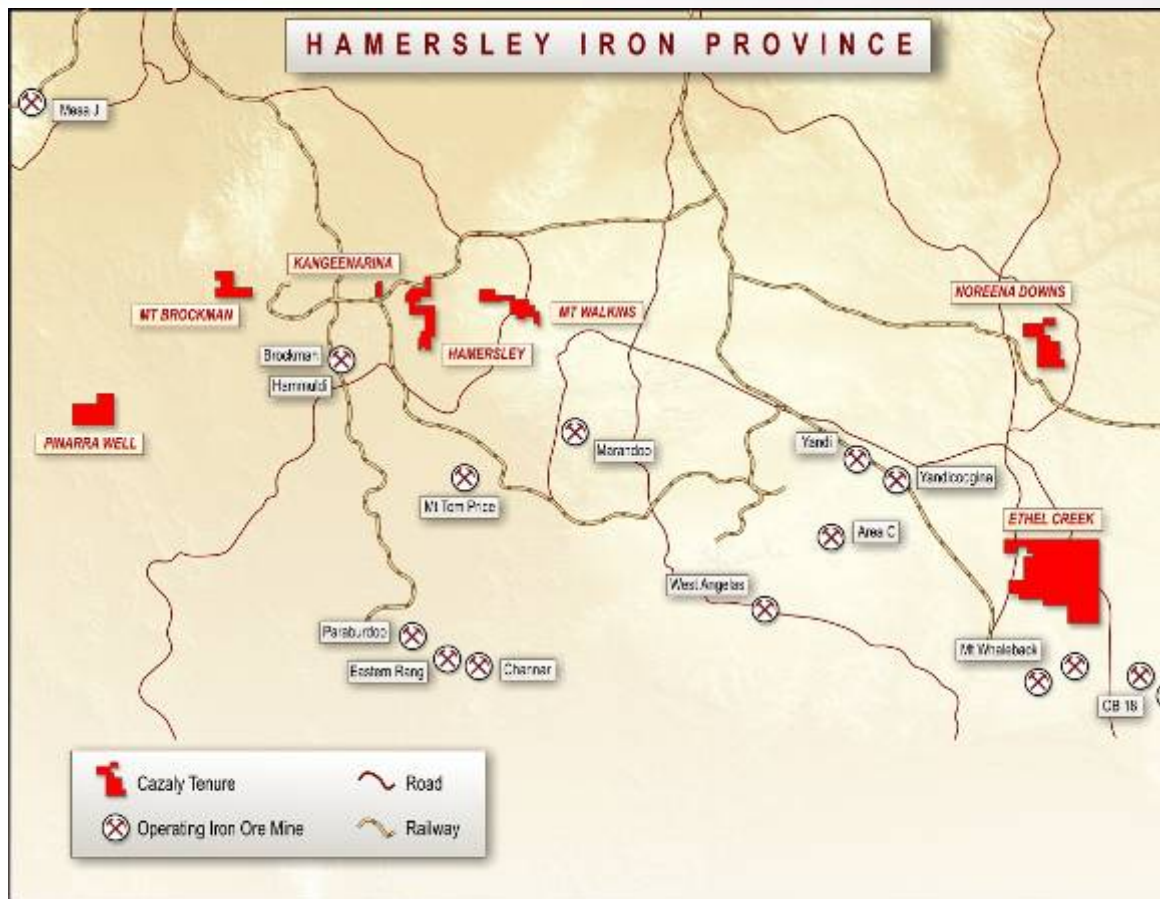 HAMERSLEY IRON PROVINCE
Mesa J
KANGEENARINA
MT BROCKMAN
MT WALKINS
NOREENA DOWNS
HAMERSLEY
Brockman
Hammuldi
PINARRA WELL
Marandoo
Yandi
Yandicoogina
Mt Tom Price
ETHEL CREEK
Area C
West Angelas
Paraburdoo
Mt Whaleback
Eastern Rang
Channar
OB 18
Cazaly Tenure
Road
Operating Iron Ore Mine
Railway